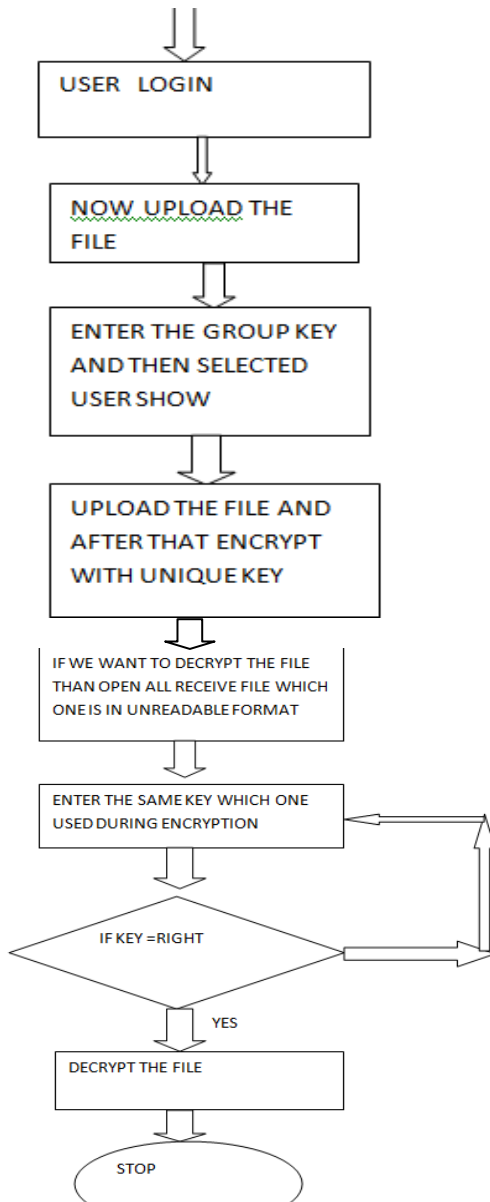 USER LOGIN
NOW UPLOAD THE
FILE
ENTER THE GROUP KEY
AND THEN SELECTED
USER SHOW
UPLOAD THE FILE AND
AFTER THAT ENCRYPT
WITH UNIQUE KEY
IF WE WANT TO DECRYPT THE FILE
THAN OPEN ALL RECEIVE FILE WHICH
ONE IS IN UNREADABLE FORMAT
ENTER THE SAME KEY WHICH ONE
USED DURING ENCRYPTION
IF KEY =RIGHT
YES
DECRYPT THE FILE
STOP